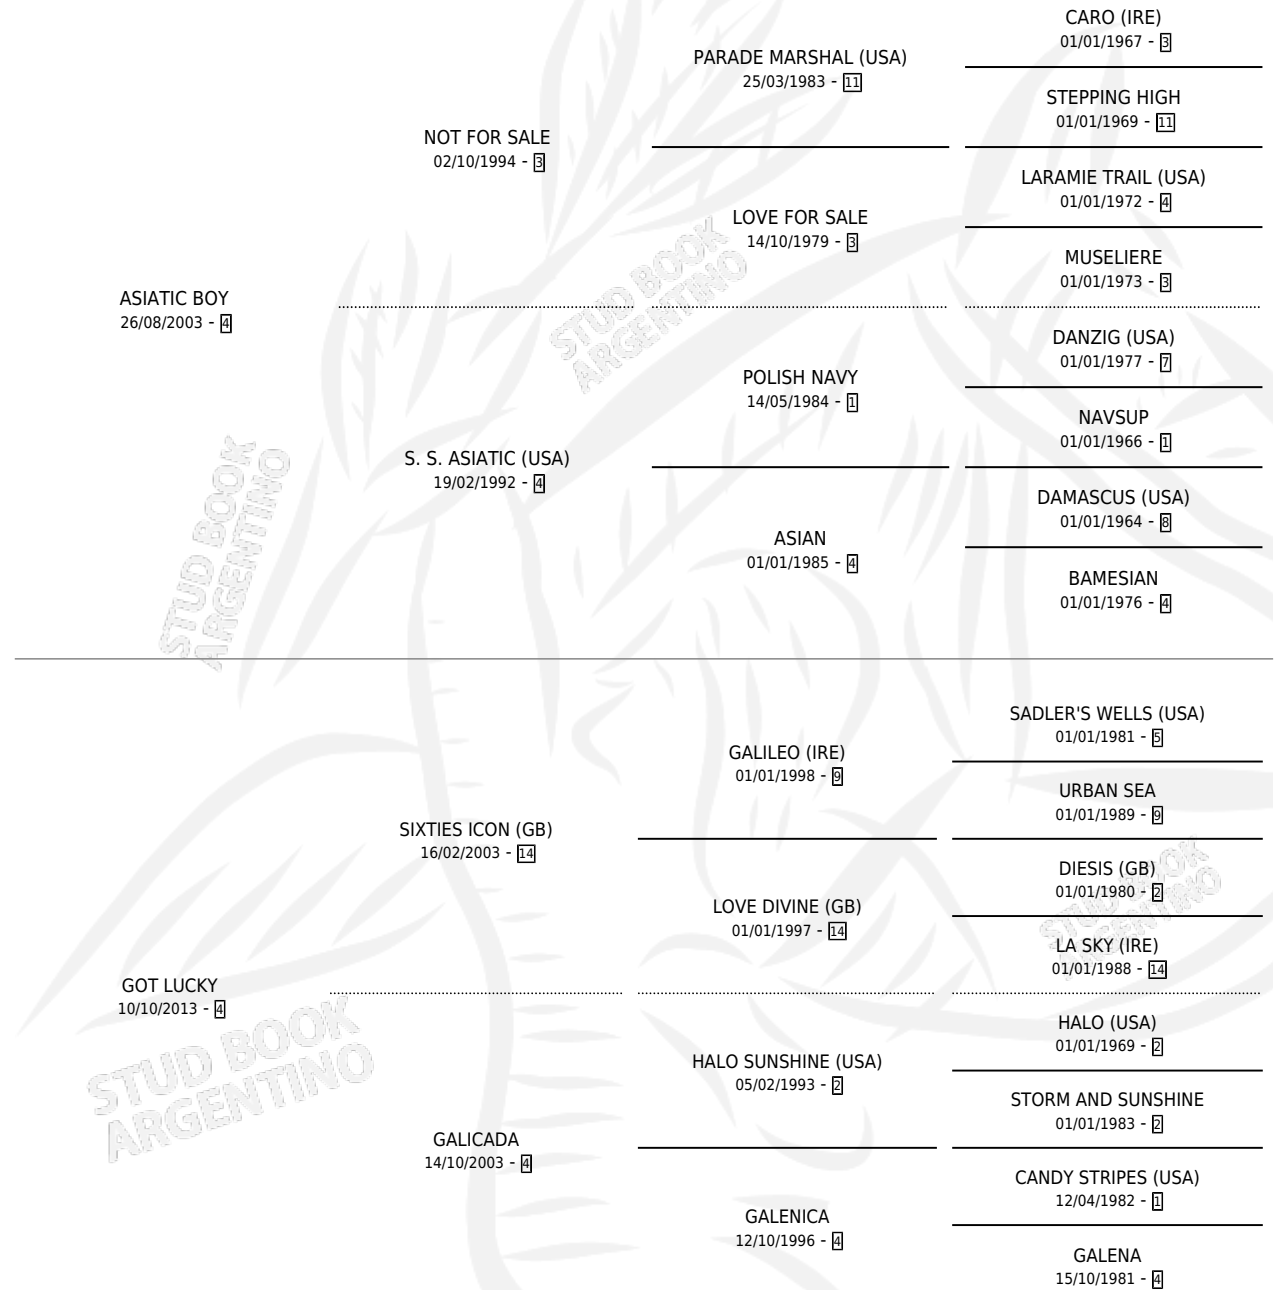 CARO (IRE)
01/01/1967 - 3
PARADE MARSHAL (USA)
25/03/1983 - 11
STEPPING HIGH
01/01/1969 - 11
NOT FOR SALE
02/10/1994 - 3
LARAMIE TRAIL (USA)
01/01/1972 - 4
LOVE FOR SALE
14/10/1979 - 3
MUSELIERE
01/01/1973 - 3
ASIATIC BOY
26/08/2003 - 4
STUD BOOK
ARGENTINO
DANZIG (USA)
01/01/1977 - 7
POLISH NAVY
14/05/1984 - 1
NAVSUP
01/01/1966 - 1
S. S. ASIATIC (USA)
19/02/1992 - 4
DAMASCUS (USA)
01/01/1964 - 8
ASIAN
01/01/1985 - 4
BAMESIAN
01/01/1976 - 4
STUD BOOK
ARGENTINO
SADLER'S WELLS (USA)
01/01/1981 - 5
GALILEO (IRE)
01/01/1998 - 9
URBAN SEA
01/01/1989 - 9
SIXTIES ICON (GB)
16/02/2003 - 14
DIESIS (GB)
01/01/1980 - 2
LOVE DIVINE (GB)
01/01/1997 - 14
STUD BOOK
ARGENTINO
LA SKY (IRE)
01/01/1988 - 14
GOT LUCKY
10/10/2013 - 4
HALO (USA)
01/01/1969 - 2
HALO SUNSHINE (USA)
05/02/1993 - 2
STUD BOOK
ARGENTINO
STORM AND SUNSHINE
01/01/1983 - 2
GALICADA
14/10/2003 - 4
CANDY STRIPES (USA)
12/04/1982 - 1
GALENICA
12/10/1996 - 4
GALENA
15/10/1981 - 4